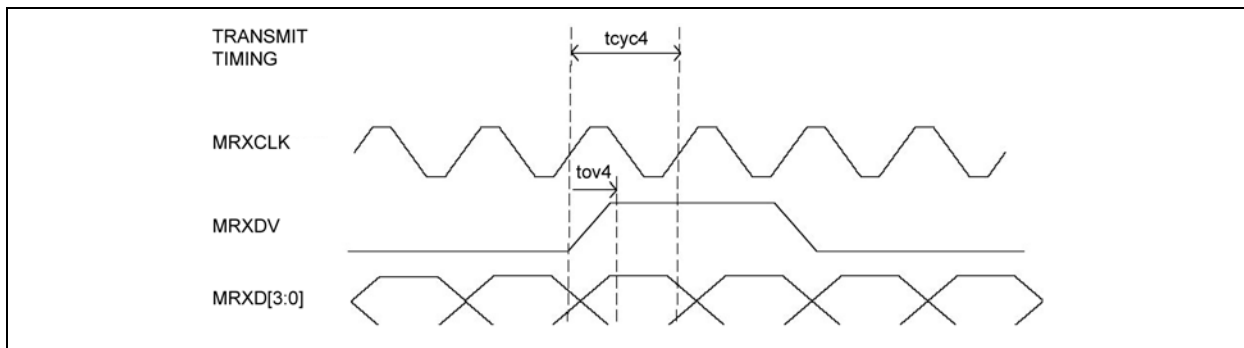 TRANSMIT
TIMING
tcyc4
MRXCLK
tov4
MRXDV
MRXD[3:0]